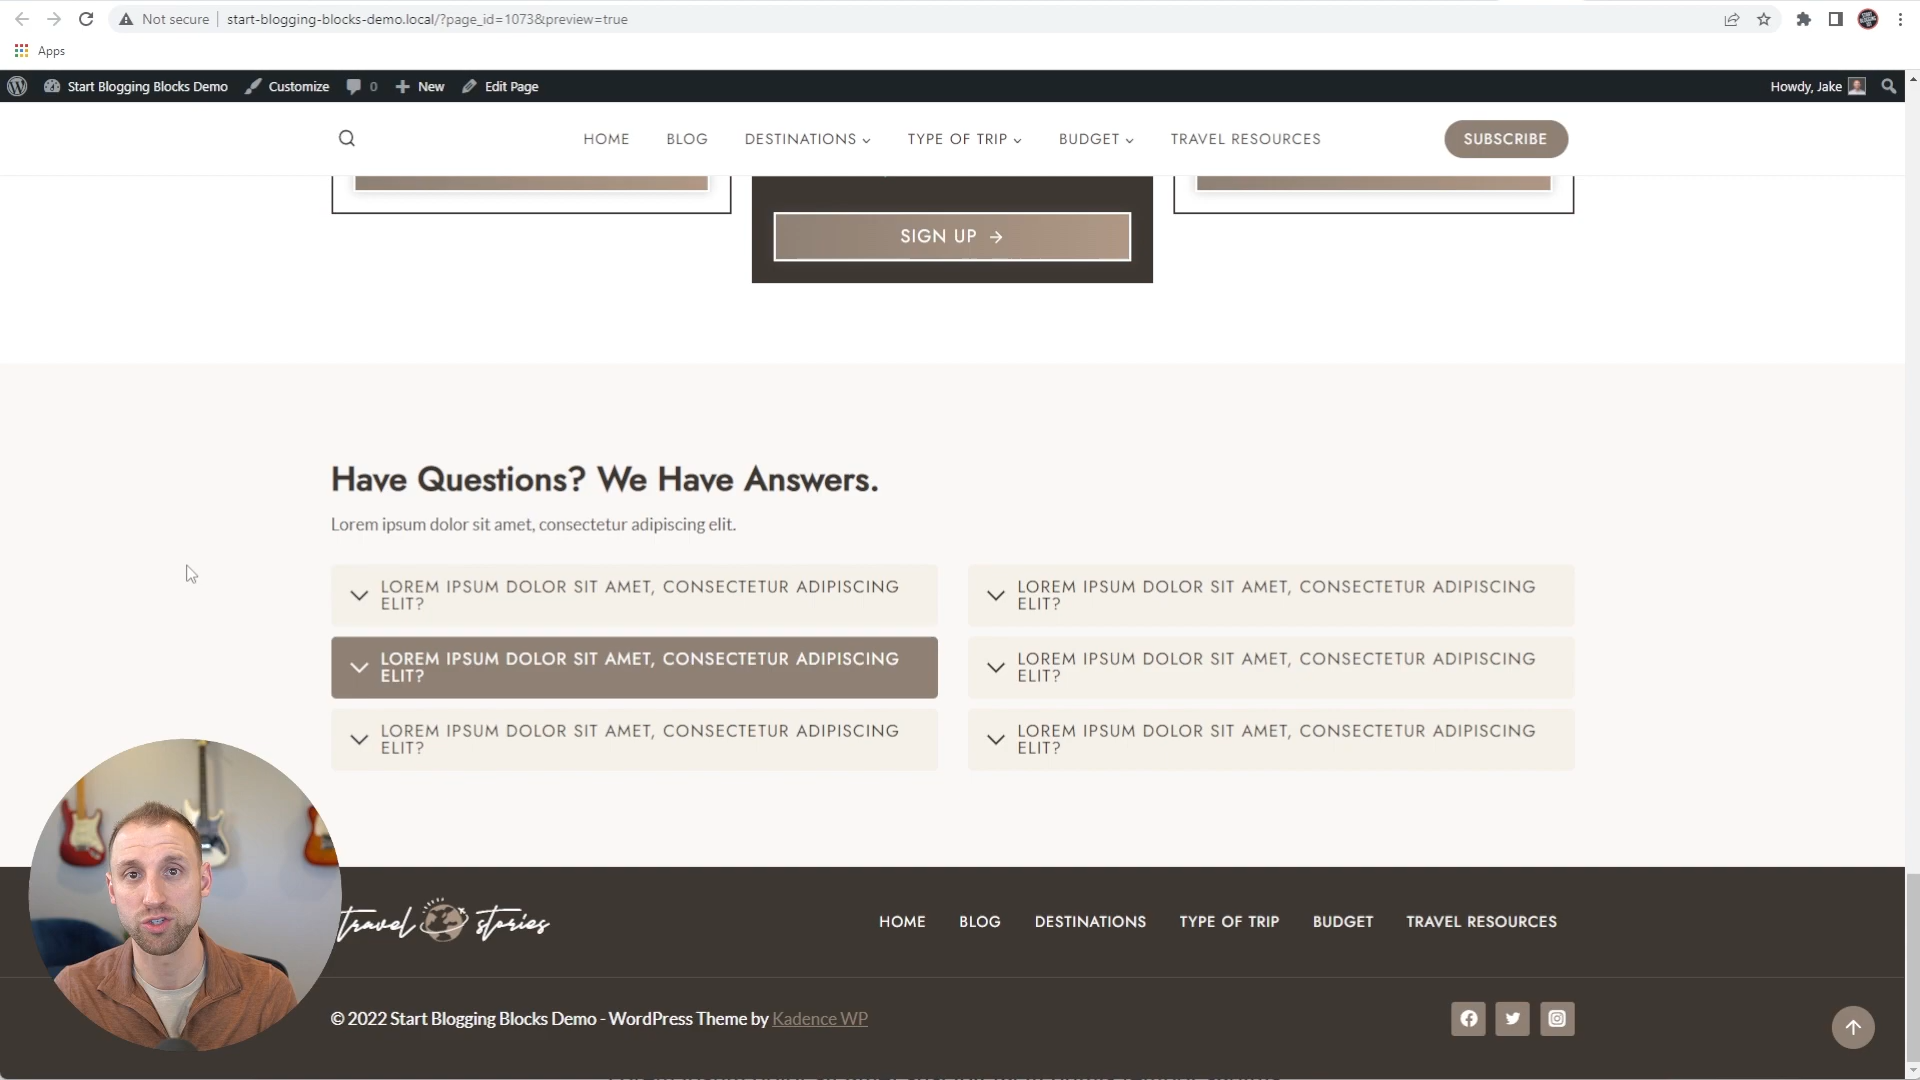 Not secure
start-blogging-blocks-demo.local/?page_id=1073&preview=true
Apps
Start Blogging Blocks Demo
Customize
0
New
Edit Page
Howdy, Jake
HOME
BLOG
DESTINATIONS
TYPE OF TRIP
BUDGET
TRAVEL RESOURCES
SUBSCRIBE
SIGN UP →
Have Questions? We Have Answers.
Lorem ipsum dolor sit amet, consectetur adipiscing elit.
LOREM IPSUM DOLOR SIT AMET, CONSECTETUR ADIPISCING
ELIT?
LOREM IPSUM DOLOR SIT AMET, CONSECTETUR ADIPISCING
ELIT?
LOREM IPSUM DOLOR SIT AMET, CONSECTETUR ADIPISCING
ELIT?
LOREM IPSUM DOLOR SIT AMET, CONSECTETUR ADIPISCING
ELIT?
LOREM IPSUM DOLOR SIT AMET, CONSECTETUR ADIPISCING
ELIT?
LOREM IPSUM DOLOR SIT AMET, CONSECTETUR ADIPISCING
ELIT?
travel stories
HOME
BLOG
DESTINATIONS
TYPE OF TRIP
BUDGET
TRAVEL RESOURCES
© 2022 Start Blogging Blocks Demo - WordPress Theme by Kadence WP